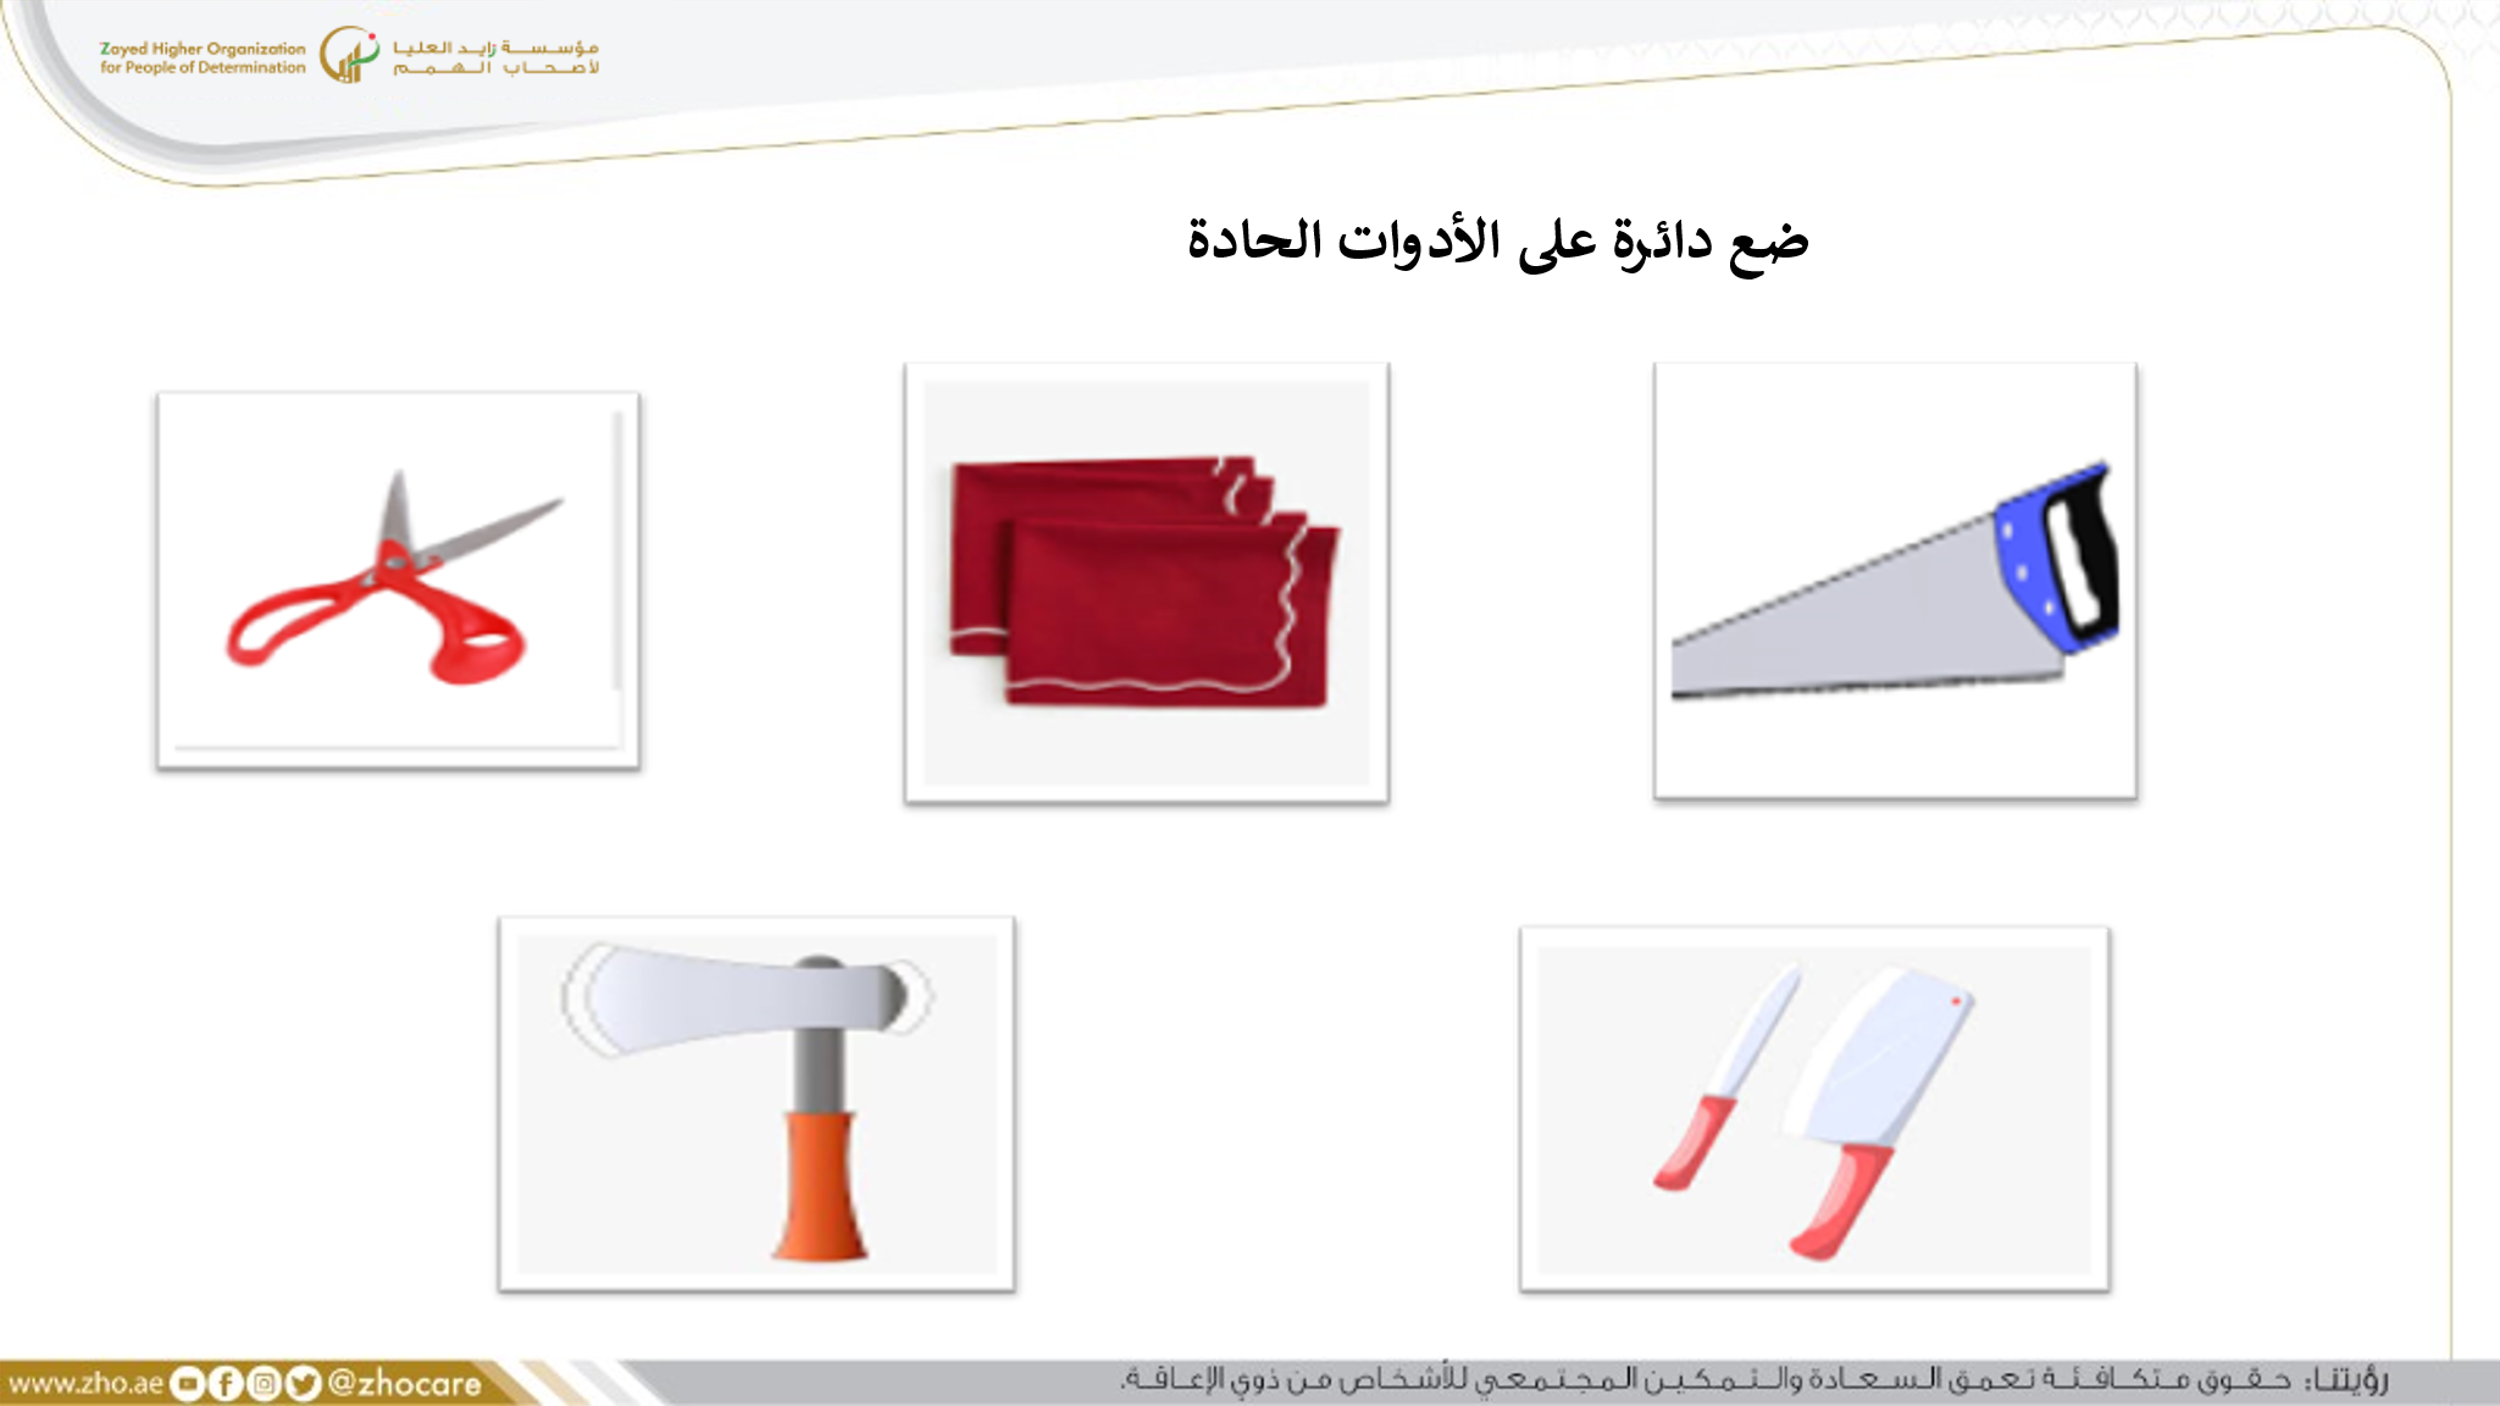 Zayed Higher Organization
for People of Determination
مؤسسة زايد العليا
لأصحاب الهمم
ضع دائرة على الأدوات الحادة
www.zho.ae @zhocare
رؤيتنا: حقوق متكافئة تعمق السعادة والتمكين المجتمعي للأشخاص من ذوي الإعاقة.